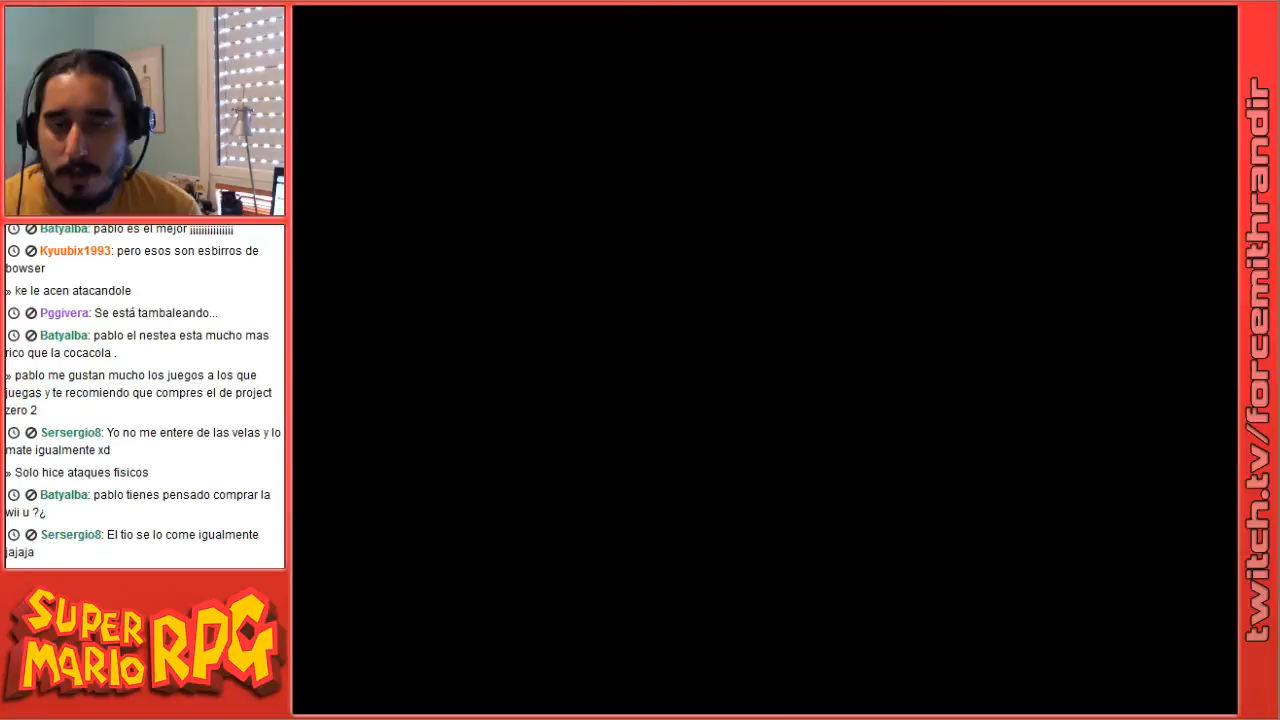 Batyalba: pablo es el mejor ¡¡¡¡¡¡¡¡¡¡¡¡¡¡
Kyuubix1993: pero esos son esbirros de
bowser
» ke le acen atacandole
Pggivera: Se está tambaleando...
Batyalba: pablo el nestea esta mucho mas
rico que la cocacola .
» pablo me gustan mucho los juegos a los que
juegas y te recomiendo que compres el de project
zero 2
Sersergio8: Yo no me entere de las velas y lo
mate igualmente xd
» Solo hice ataques fisicos
Batyalba: pablo tienes pensado comprar la
wii u ?¿
Sersergio8: El tio se lo come igualmente
jajaja
SUPER
MARIO RPG
twitch.tv/forcemithrandir